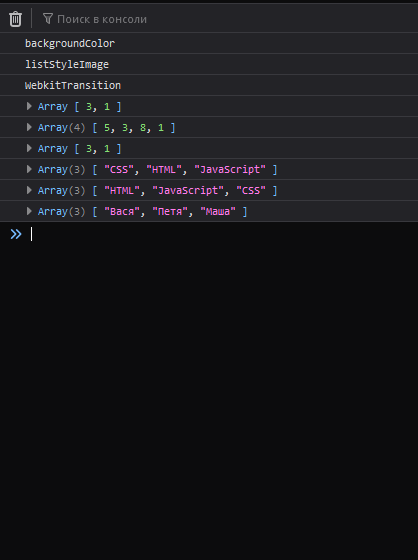 Поиск в консоли
backgroundColor
listStyleImage
WebkitTransition
Array [ 3, 1 ]
Array(4) [ 5, 3, 8, 1 ]
Array [ 3, 1 ]
Array(3) [ "CSS", "HTML", "JavaScript" ]
Array(3) [ "HTML", "JavaScript", "CSS" ]
Array(3) [ "Вася", "Петя", "Маша" ]